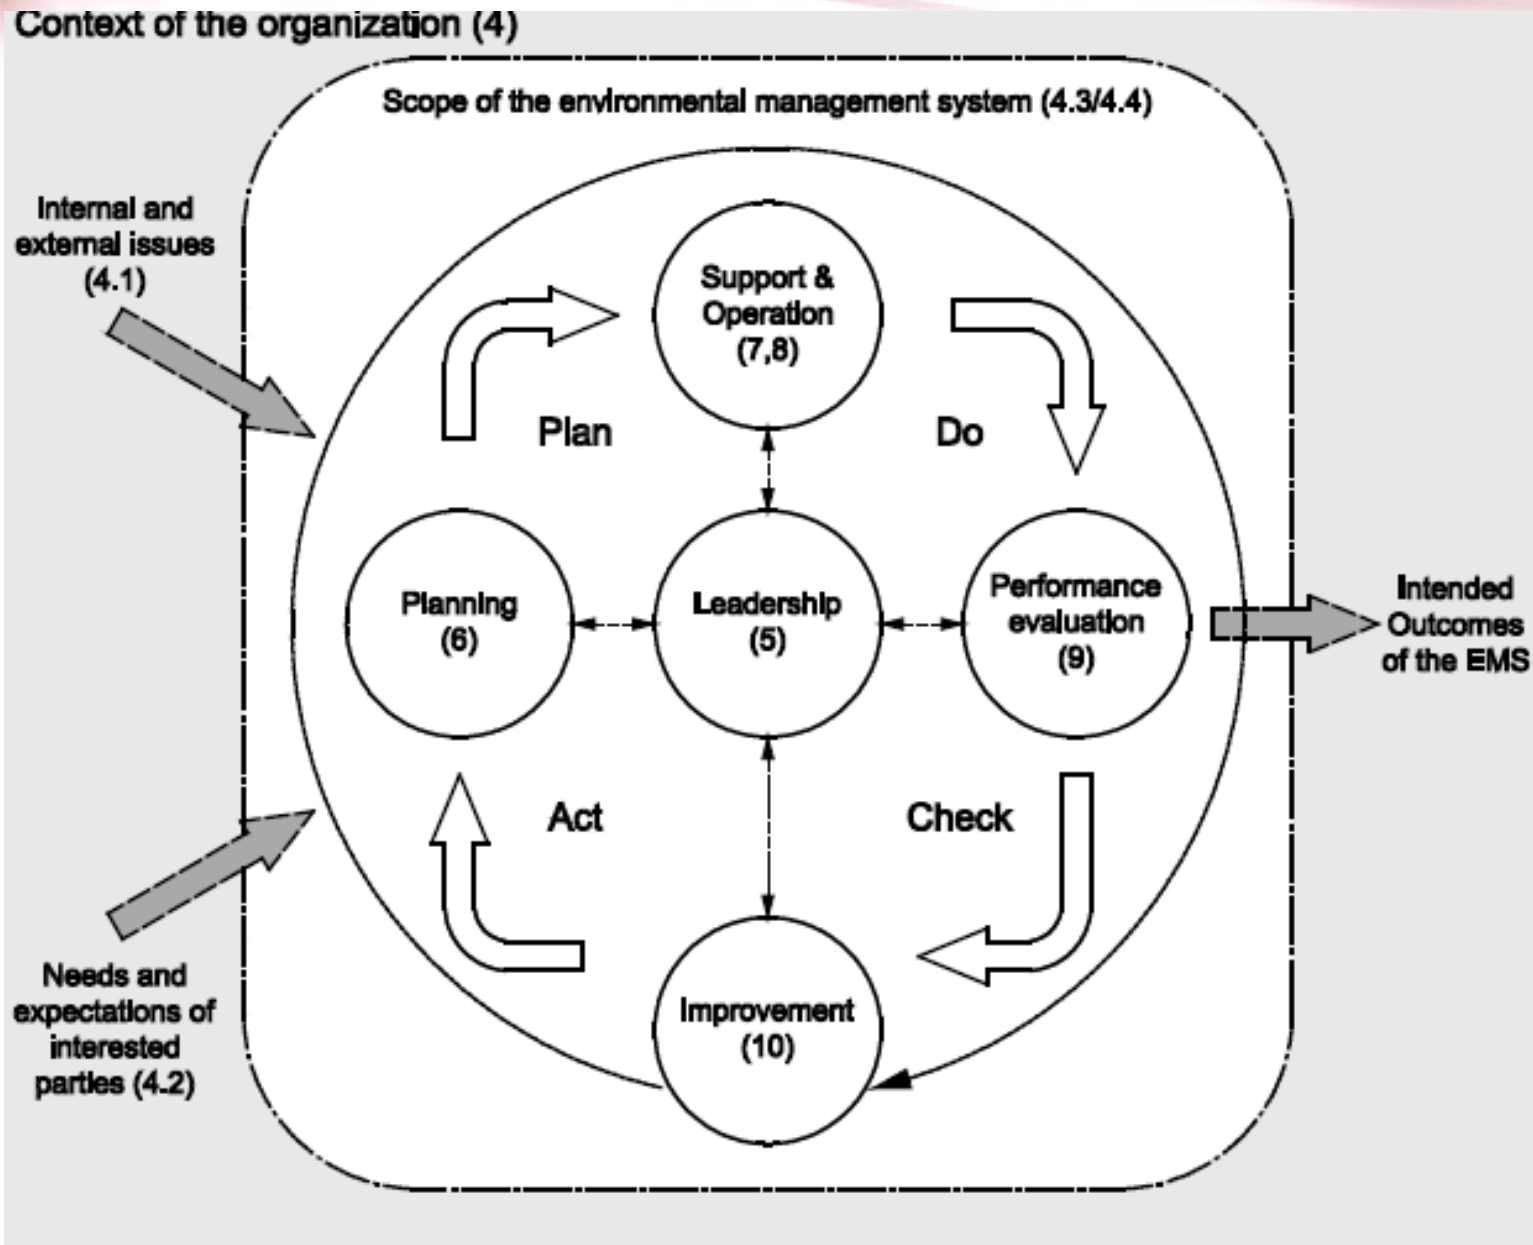 Context of the organization (4)
Scope of the environmental management system (4.3/4.4)
Internal and
external issues
(4.1)
Support &
Operation
(7,8)
Plan
Do
Planning
(6)
Leadership
(5)
Performance
evaluation
(9)
Intended
Outcomes
of the EMS
Act
Check
Needs and
expectations of
interested
parties (4.2)
Improvement
(10)